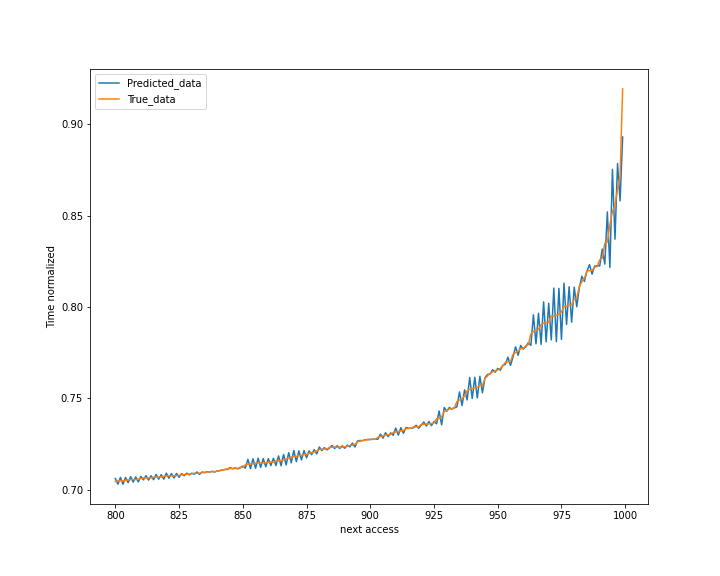 Predicted_data
True_data
0.90
0.85
0.80
0.75
0.70
Time normalized
800 825 850 875 900 925 950 975 1000
next access